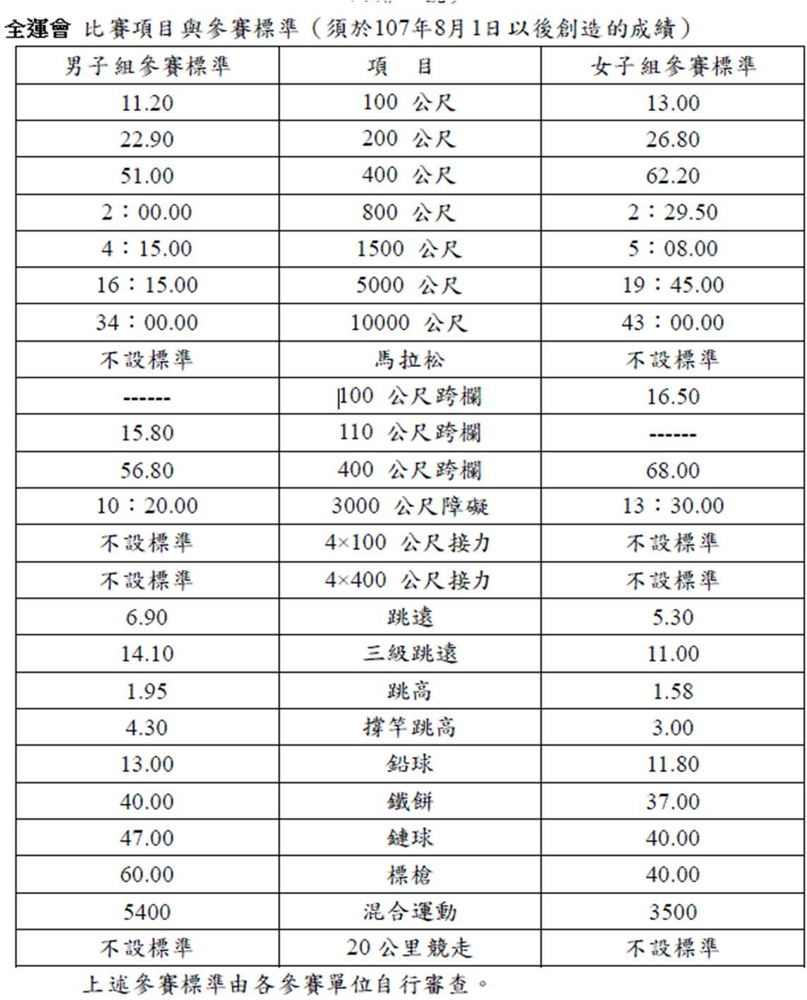 全運會 比賽項目與參賽標準（須於107年8月1日以後創造的成績）
男子組參賽標準 項 目 女子組參賽標準
11.20 100 公尺 13.00
22.90 200 公尺 26.80
51.00 400 公尺 62.20
2：00.00 800 公尺 2：29.50
4：15.00 1500 公尺 5：08.00
16：15.00 5000 公尺 19：45.00
34：00.00 10000 公尺 43：00.00
不設標準 馬拉松 不設標準
------ 100 公尺跨欄 16.50
15.80 110 公尺跨欄 ------
56.80 400 公尺跨欄 68.00
10：20.00 3000 公尺障礙 13：30.00
不設標準 4×100 公尺接力 不設標準
不設標準 4×400 公尺接力 不設標準
6.90 跳遠 5.30
14.10 三級跳遠 11.00
1.95 跳高 1.58
4.30 撐竿跳高 3.00
13.00 鉛球 11.80
40.00 鐵餅 37.00
47.00 鏈球 40.00
60.00 標槍 40.00
5400 混合運動 3500
不設標準 20公里競走 不設標準
上述參賽標準由各參賽單位自行審查。